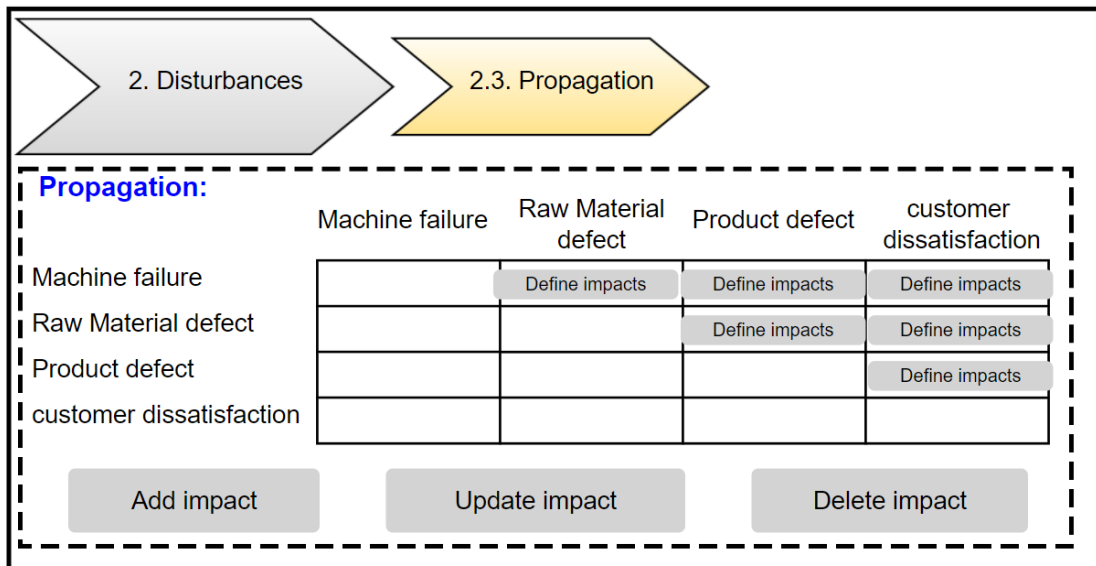 2. Disturbances
2.3. Propagation
Propagation:
Machine failure
Raw Material
defect
Product defect
customer
dissatisfaction
Machine failure
Define impacts
Define impacts
Define impacts
Raw Material defect
Define impacts
Define impacts
Product defect
Define impacts
customer dissatisfaction
Add impact
Update impact
Delete impact